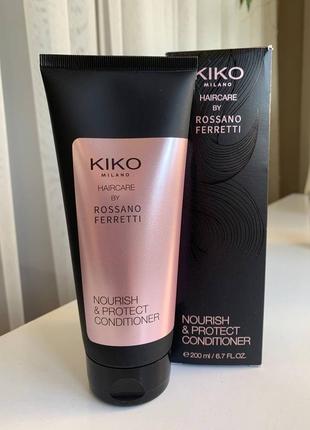 KIKO
MILANO
HAIRCARE
BY
ROSSANO
FERRETTI
NOURISH
& PROTECT
CONDITIONER
KIKO
MILANO
HAIRCARE
BY
ROSSANO
FERRETTI
NOURISH
& PROTECT
CONDITIONER
℮ 200 ml / 6.7 FL.OZ.